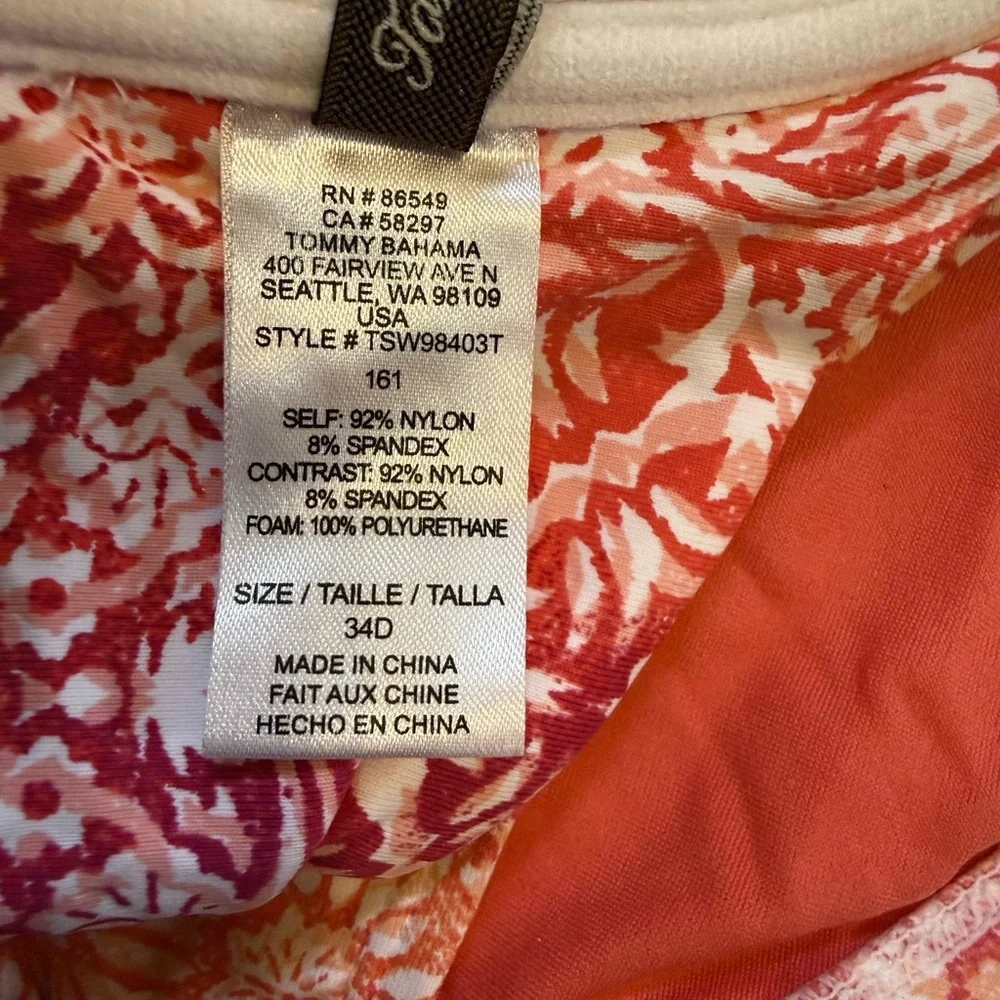 RN # 86549
CA # 58297
TOMMY BAHAMA
400 FAIRVIEW AVE N
SEATTLE, WA 98109
USA
STYLE # TSW98403T
161
SELF: 92% NYLON
8% SPANDEX
CONTRAST: 92% NYLON
8% SPANDEX
FOAM: 100% POLYURETHANE
SIZE / TAILLE / TALLA
34D
MADE IN CHINA
FAIT AUX CHINE
HECHO EN CHINA